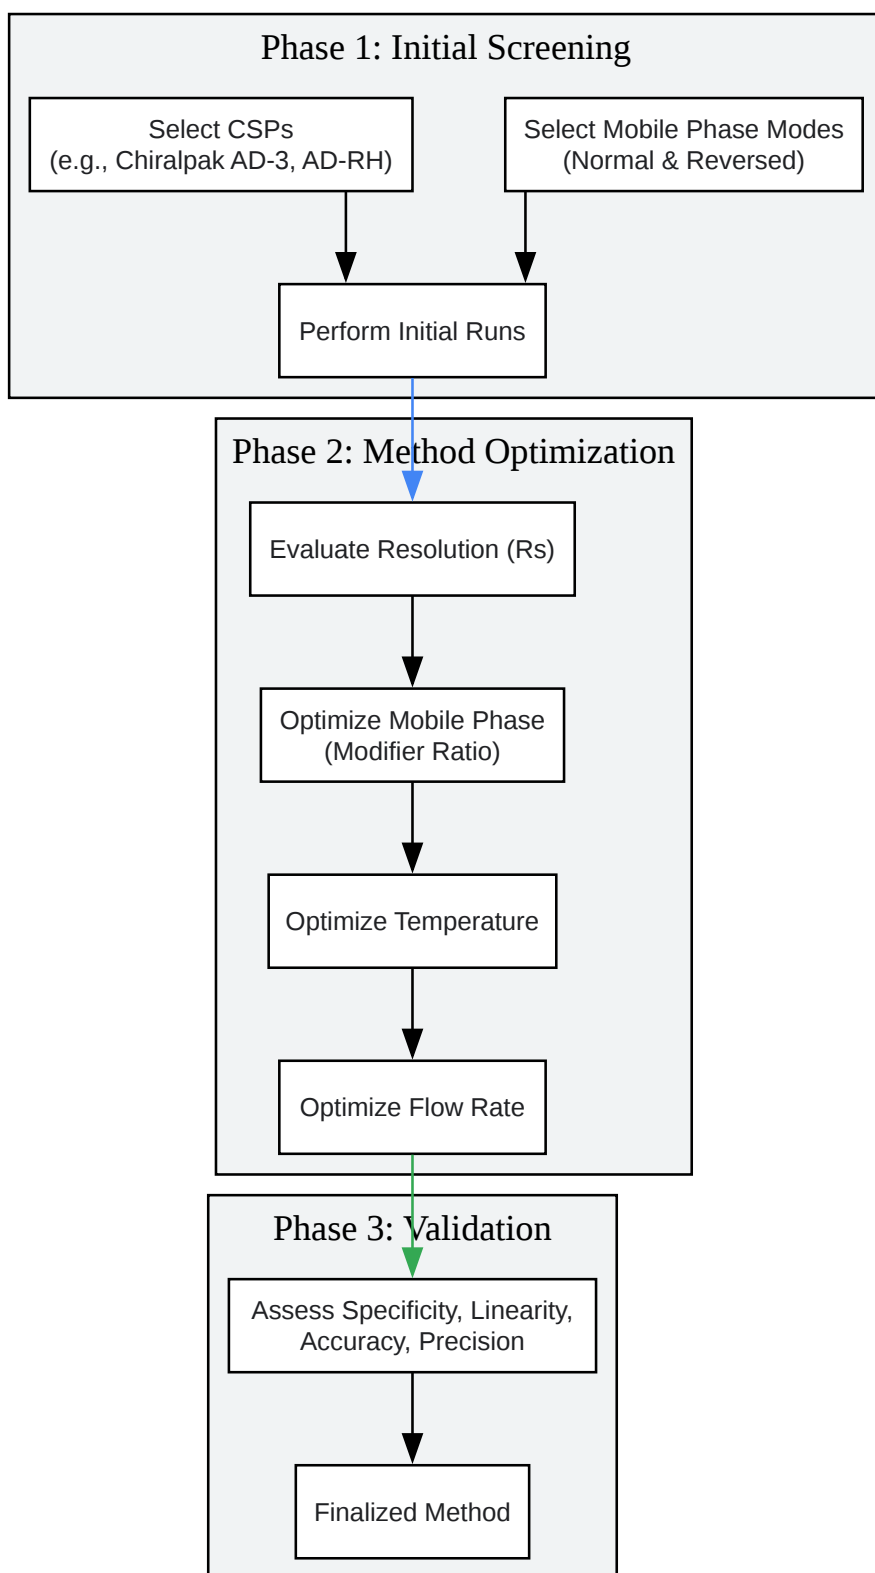 Phase 1: Initial Screening
Select CSPs
(e.g., Chiralpak AD-3, AD-RH)
Select Mobile Phase Modes
(Normal & Reversed)
Perform Initial Runs
Phase 2: Method Optimization
Evaluate Resolution (Rs)
Optimize Mobile Phase
(Modifier Ratio)
Optimize Temperature
Optimize Flow Rate
Phase 3: Validation
Assess Specificity, Linearity,
Accuracy, Precision
Finalized Method